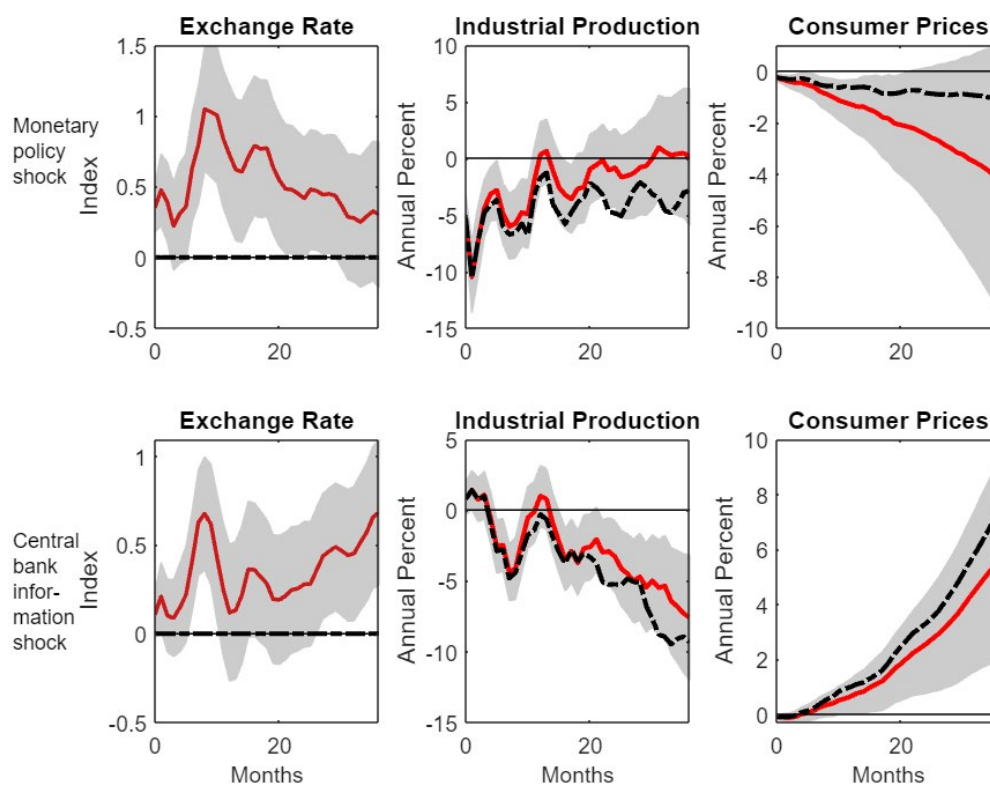 Exchange Rate
Industrial Production
Consumer Prices
Monetary
policy
shock
Index
1.5
1
0.5
0
-0.5
0
20
Annual Percent
10
5
0
-5
-10
-15
0
20
Annual Percent
0
-2
-4
-6
-8
-10
0
20
Exchange Rate
Industrial Production
Consumer Prices
Central
bank
infor-
mation
shock
Index
1
0.5
0
-0.5
0
20
Months
Annual Percent
5
0
-5
-10
-15
0
20
Months
Annual Percent
10
8
6
4
2
0
0
20
Months